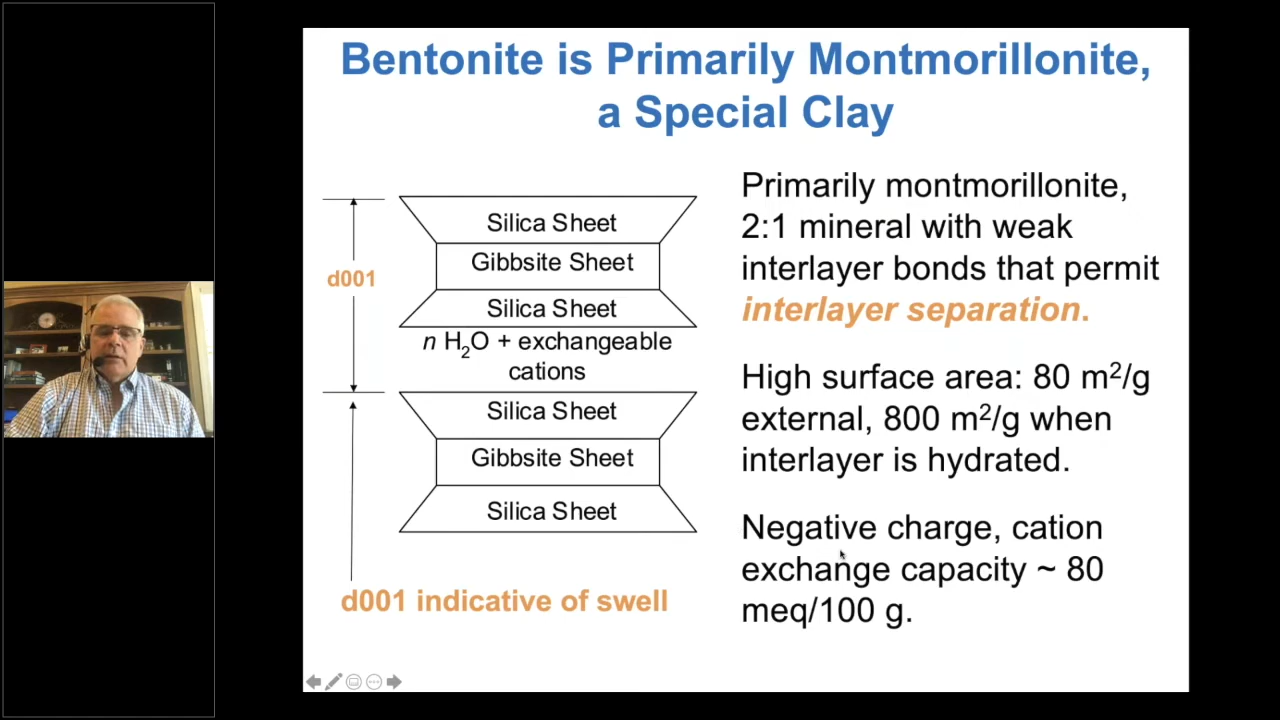 Bentonite is Primarily Montmorillonite,
a Special Clay
d001
Silica Sheet
Gibbsite Sheet
Silica Sheet
n H₂O + exchangeable
cations
Silica Sheet
Gibbsite Sheet
Silica Sheet
d001 indicative of swell
Primarily montmorillonite,
2:1 mineral with weak
interlayer bonds that permit
interlayer separation.
High surface area: 80 m²/g
external, 800 m²/g when
interlayer is hydrated.
Negative charge, cation
exchange capacity ~ 80
meq/100 g.